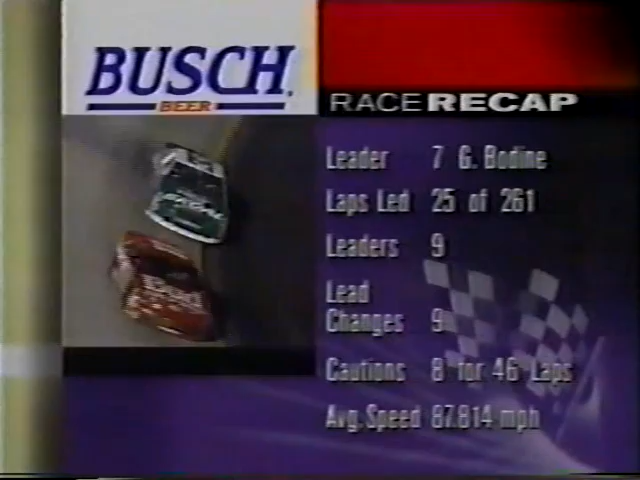 BUSCH
BEER
RACE RECAP
Leader 7 G. Bodine
Laps Led 25 of 261
Leaders 9
Lead
Changes 9
Cautions 8 for 46 Laps
Avg. Speed 87.814 mph